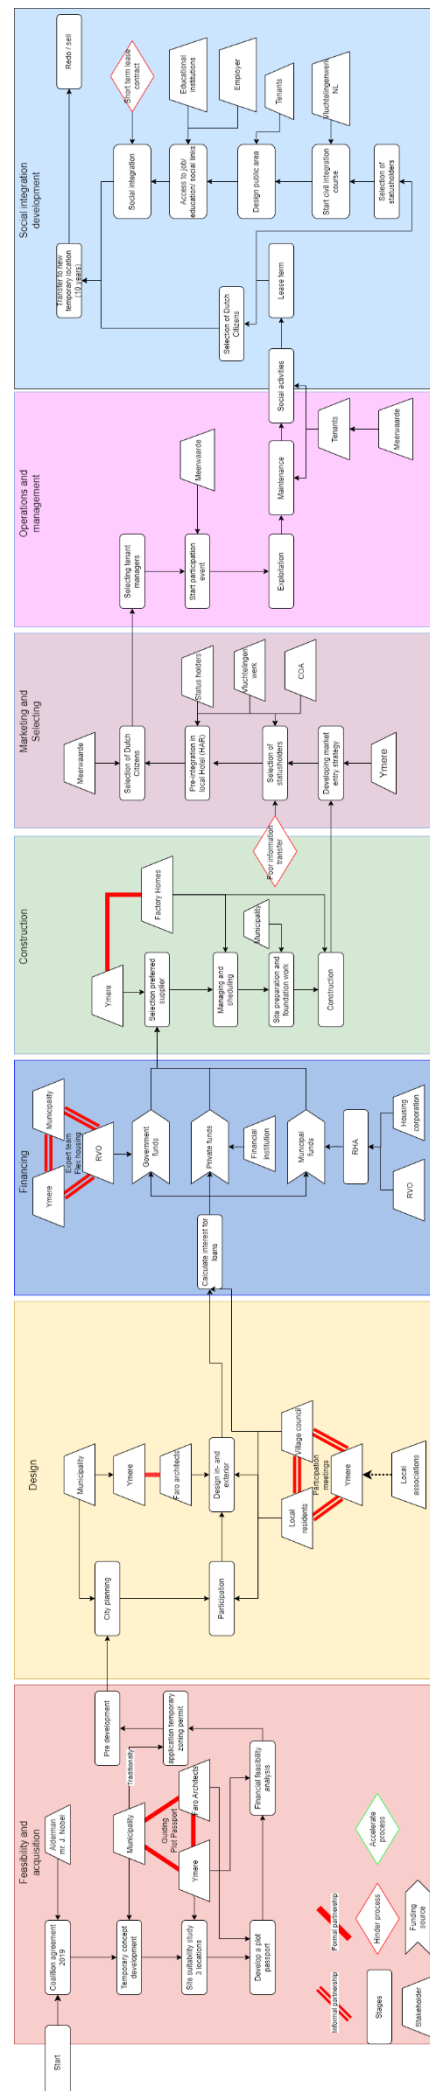 Feasibility and
acquisition
Start
Coalition agreement
2019
Alderman
mr. J. Nobel
Temporary concept
development
Municipality
Traditionally
Site suitability study
3 locations
Ymere
Guiding
Plot Passport
Faro Architects
Develop a plot
passport
Financial feasibility
analysis
application temporary
zoning permit
Pre development
Informal partnership
Formal partnership
Stages
Hinder process
Accelerate
process
Stakeholder
Funding
source
Design
City planning
Municipality
Ymere
Faro architects
Participation
Design in- and
exterior
Local
residents
Village council
Participation
meetings
Ymere
Local
associations
Financing
Ymere
Municpality
Expert team
Flex housing
RVO
Calculate interest for
loans
Government
funds
Private funds
Financial
institution
Municipal
funds
RHA
RVO
Housing
corporation
Construction
Ymere
Factory Homes
Selection preferred
supplier
Managing and
sheduling
Municipality
Site preparation and
foundation work
Construction
Marketing and
Selecting
Meerwaarde
Selection of Dutch
Citizens
Status holders
Pre-integration in
local Hotel (HAR)
Vluchtelingen
werk
COA
Selection of
statusholders
Poor information
transfer
Developing market
entry strategy
Ymere
Operations and
management
Selecting tenant
managers
Meerwaarde
Start participation
event
Exploitation
Maintenance
Social activities
Tenants
Meerwaarde
Social integration
development
Redo / sell
Transfer to new
temporary location
(10 years)
Short term lease
contract
Social integration
Educational
institutions
Employer
Access to job/
education/ social links
Tenants
Design public area
Vluchtelingenwerk
NL
Start civil integration
course
Selection of
statusholders
Selection of Dutch
Citizens
Lease term